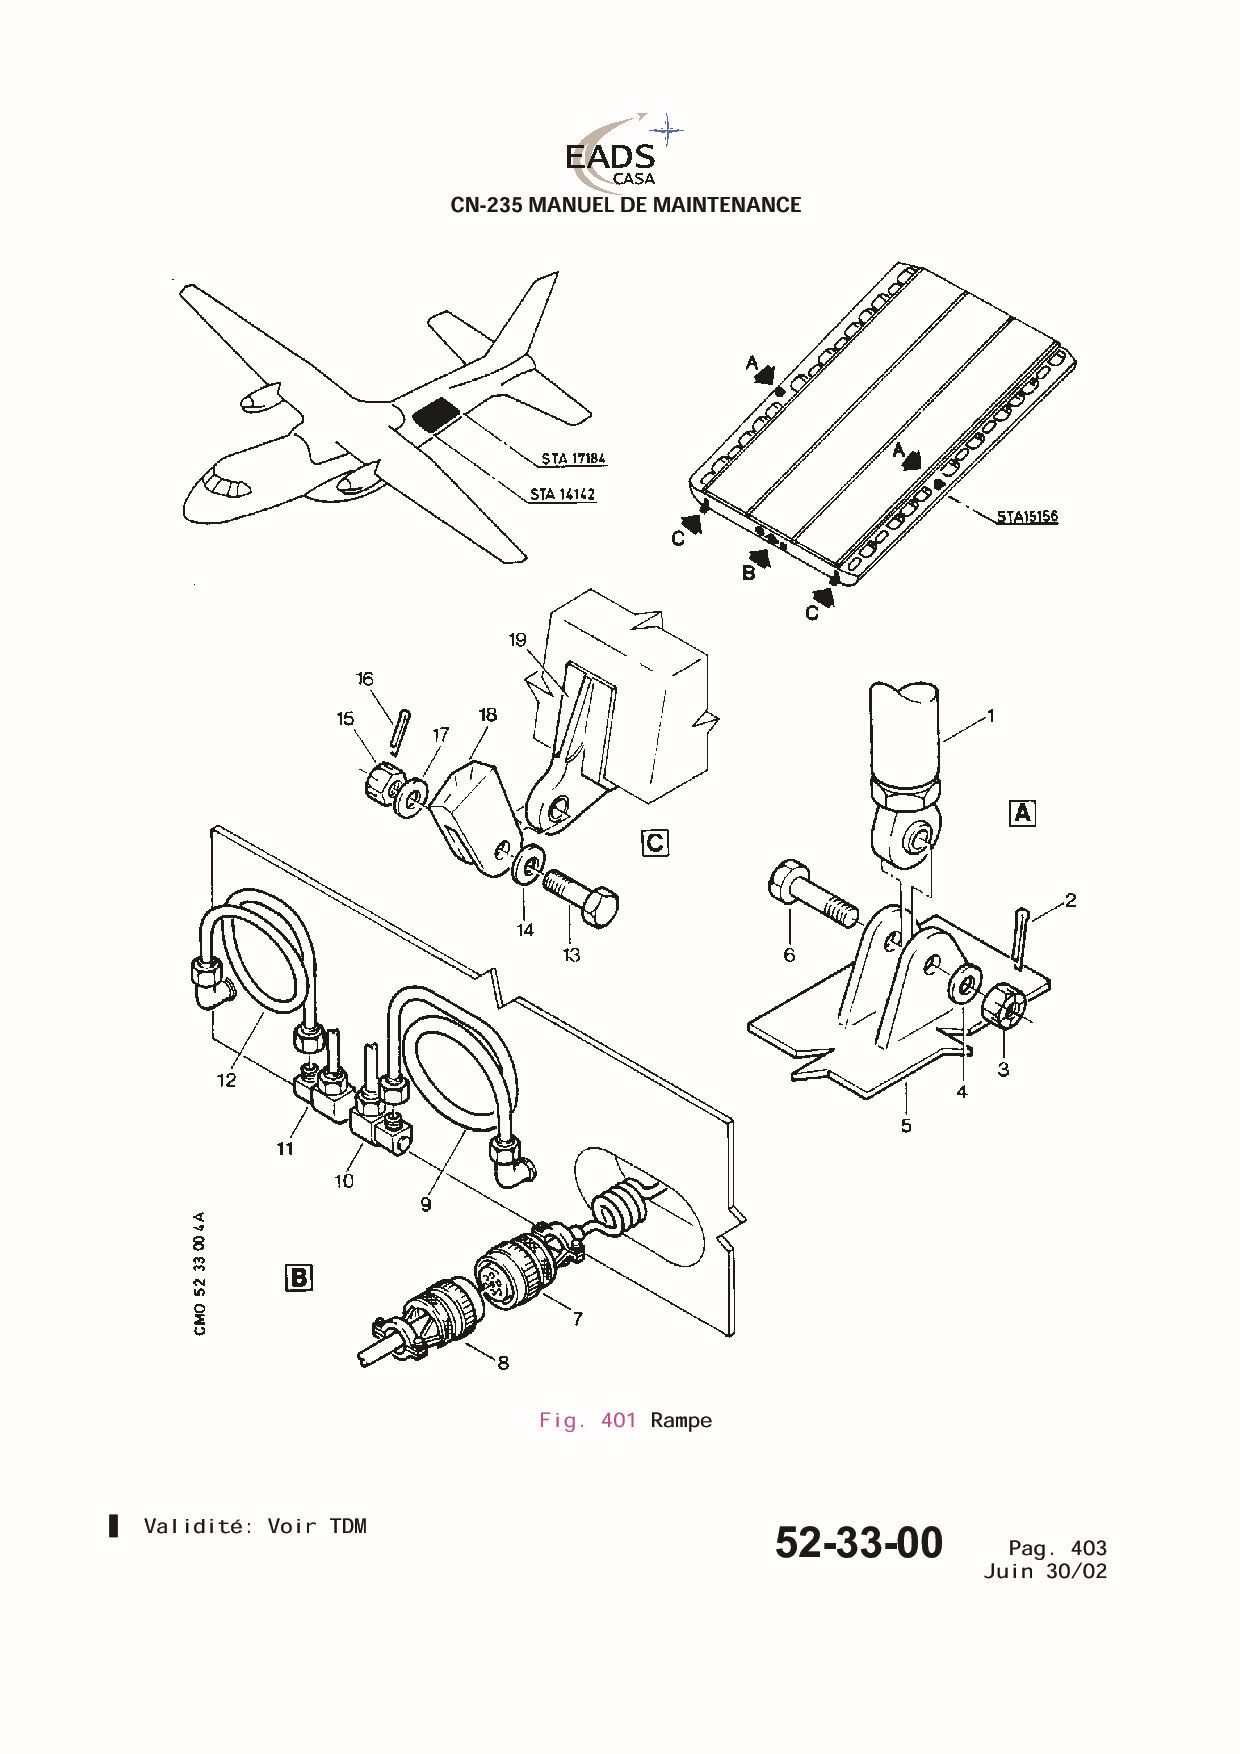 EADS
CASA
CN-235 MANUEL DE MAINTENANCE
A
STA 17184
A
STA 14142
STA15156
C
B
C
19
16
15
18
17
1
A
C
2
14
6
13
12
3
4
5
11
10
9
CMO 52 33 00 4A
B
7
8
Fig. 401 Rampe
Validité: Voir TDM
52-33-00
Pag. 403
Juin 30/02